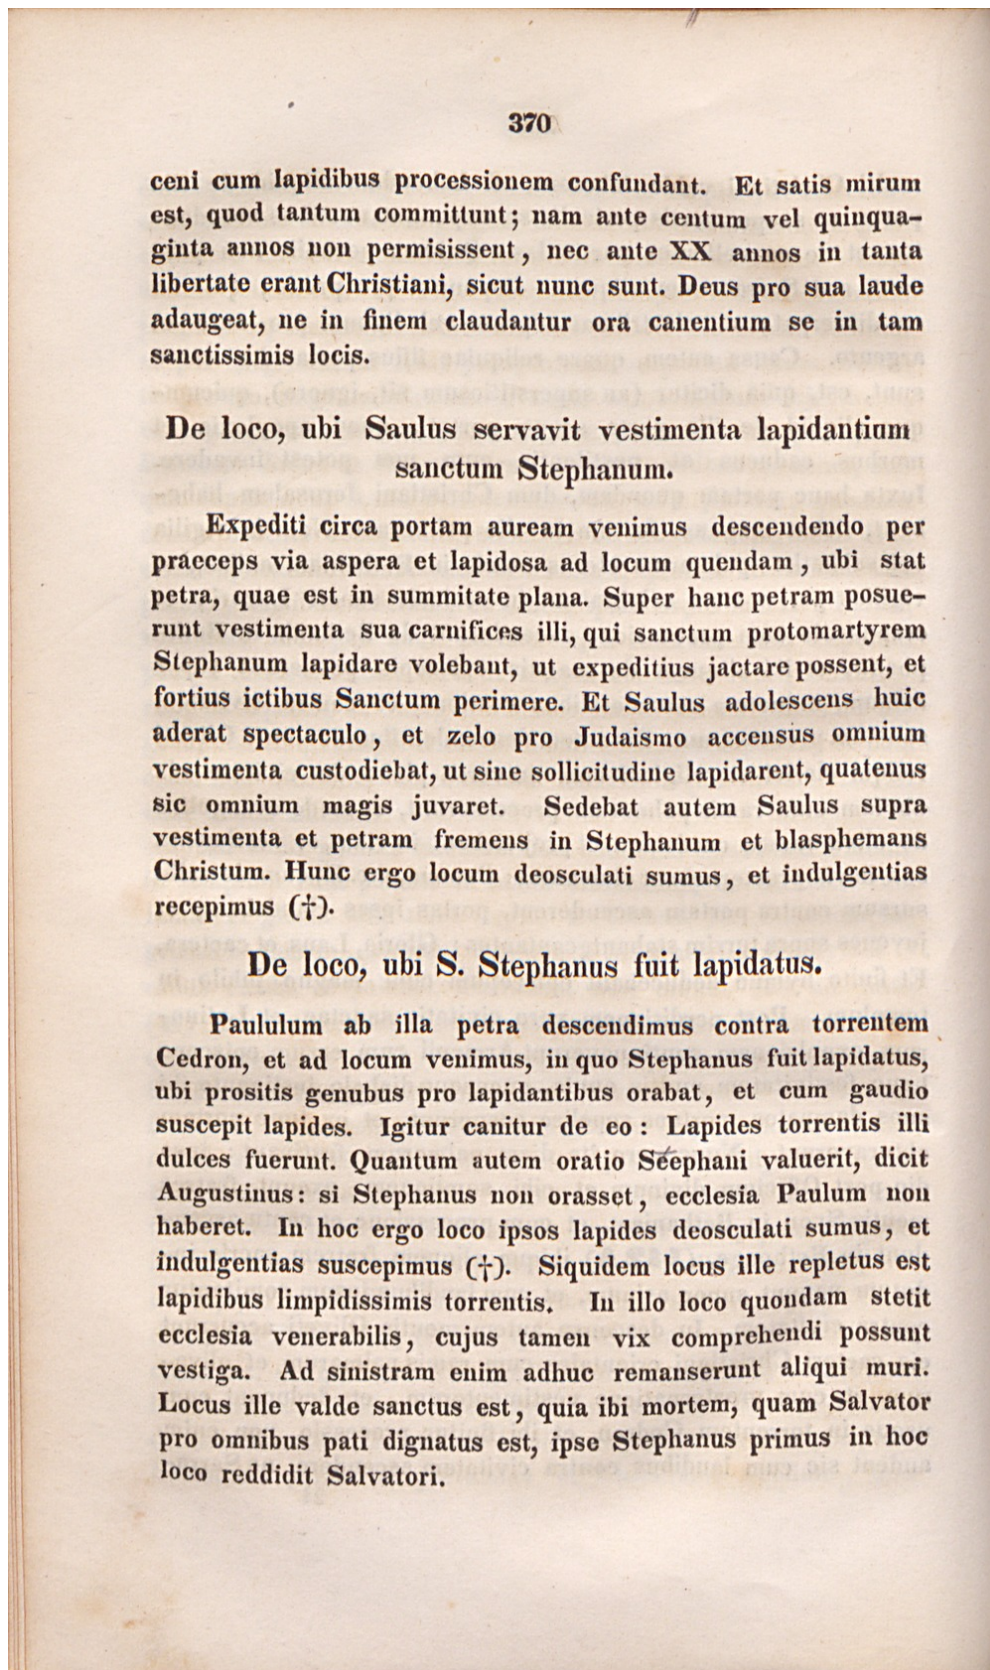 370
ceni cum lapidibus processionem confundant. Et satis mirum
est, quod tantum committunt; nam ante centum vel quinqua-
ginta annos non permisissent, nec ante XX annos in tanta
libertate erant Christiani, sicut nunc sunt. Deus pro sua laude
adaugeat, ne in finem claudantur ora canentium se in tam
sanctissimis locis.
De loco, ubi Saulus servavit vestimenta lapidantium
sanctum Stephanum.
Expediti circa portam auream venimus descendendo per
praeceps via aspera et lapidosa ad locum quendam, ubi stat
petra, quae est in summitate plana. Super hanc petram posue-
runt vestimenta sua carnifices illi, qui sanctum protomartyrem
Stephanum lapidare volebant, ut expeditius jactare possent, et
fortius ictibus Sanctum perimere. Et Saulus adolescens huic
aderat spectaculo, et zelo pro Judaismo accensus omnium
vestimenta custodiebat, ut sine sollicitudine lapidarent, quatenus
sic omnium magis juvaret. Sedebat autem Saulus supra
vestimenta et petram fremens in Stephanum et blasphemans
Christum. Hunc ergo locum deosculati sumus, et indulgentias
recepimus (†).
De loco, ubi S. Stephanus fuit lapidatus.
Paululum ab illa petra descendimus contra torrentem
Cedron, et ad locum venimus, in quo Stephanus fuit lapidatus,
ubi prositis genubus pro lapidantibus orabat, et cum gaudio
suscepit lapides. Igitur canitur de eo: Lapides torrentis illi
dulces fuerunt. Quantum autem oratio Seephani valuerit, dicit
Augustinus: si Stephanus non orasset, ecclesia Paulum non
haberet. In hoc ergo loco ipsos lapides deosculati sumus, et
indulgentias suscepimus (†). Siquidem locus ille repletus est
lapidibus limpidissimis torrentis. In illo loco quondam stetit
ecclesia venerabilis, cujus tamen vix comprehendi possunt
vestiga. Ad sinistram enim adhuc remanserunt aliqui muri.
Locus ille valde sanctus est, quia ibi mortem, quam Salvator
pro omnibus pati dignatus est, ipse Stephanus primus in hoc
loco reddidit Salvatori.